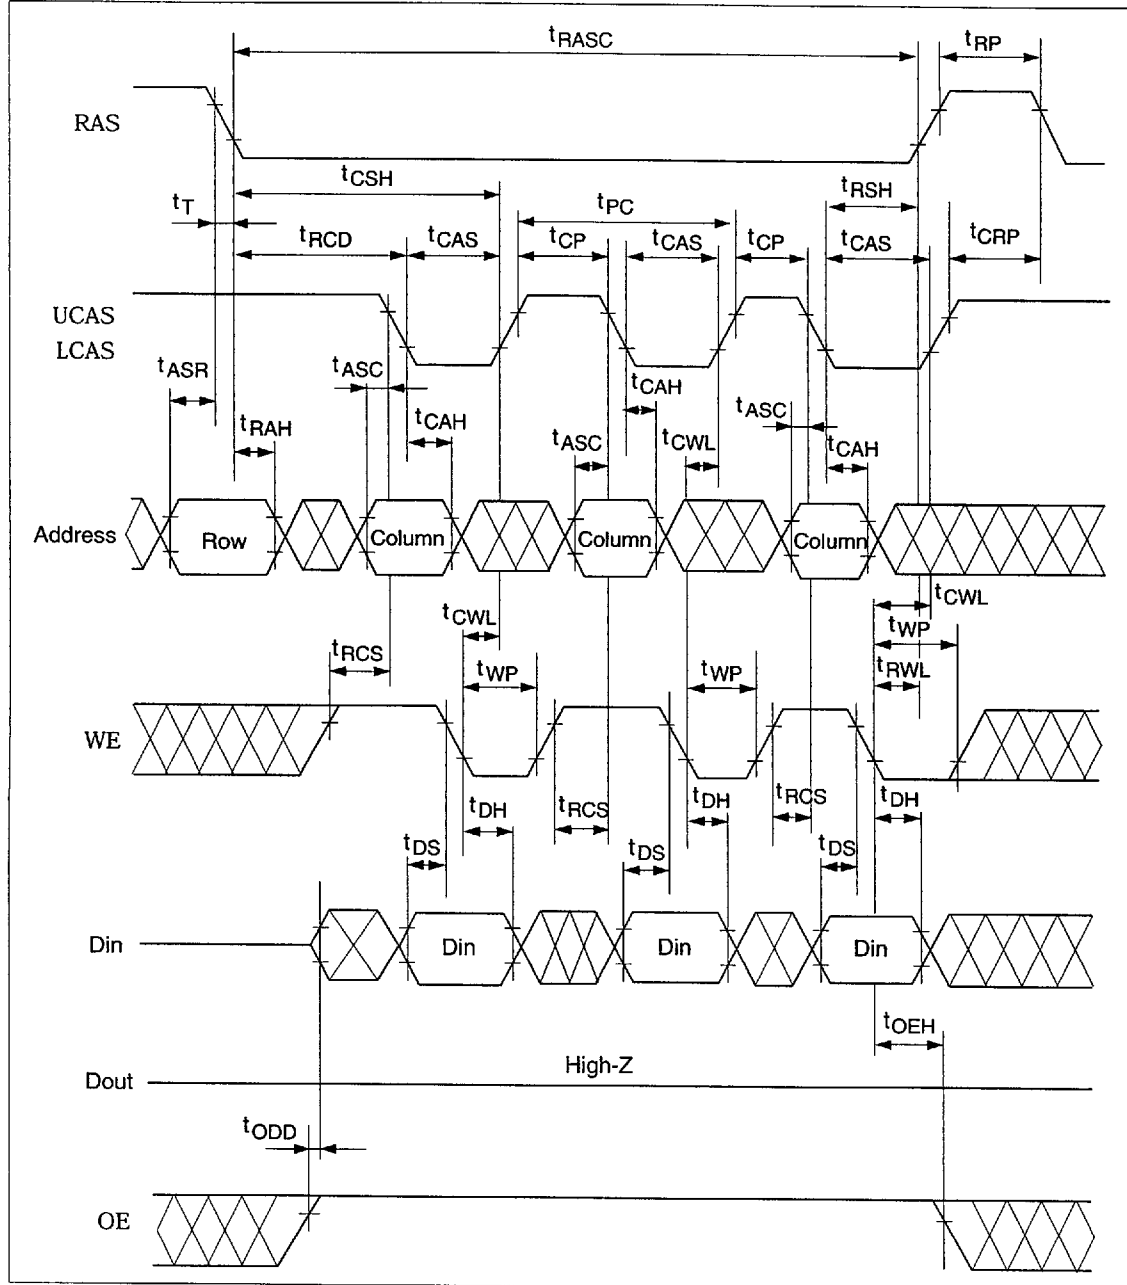 tRASC
tRP
RAS
tCSH
tRSH
tT
tPC
tRCD
tCAS
tCP
tCAS
tCP
tCAS
tCRP
UCAS
LCAS
tASR
tASC
tCAH
tASC
tRAH
tCAH
tASC
tCWL
tCAH
Address
Row
Column
Column
Column
tCWL
tCWL
tWP
tRCS
tWP
tWP
tRWL
WE
tDH
tRCS
tDH
tRCS
tDH
tDS
tDS
tDS
Din
Din
Din
Din
tOEH
High-Z
Dout
tODD
OE